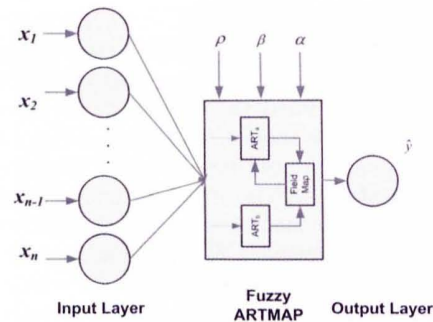 x1
x2
xn-1
xn
ρ
β
α
ARTa
Field Map
ARTb
ŷ
Input Layer
Fuzzy ARTMAP
Output Layer